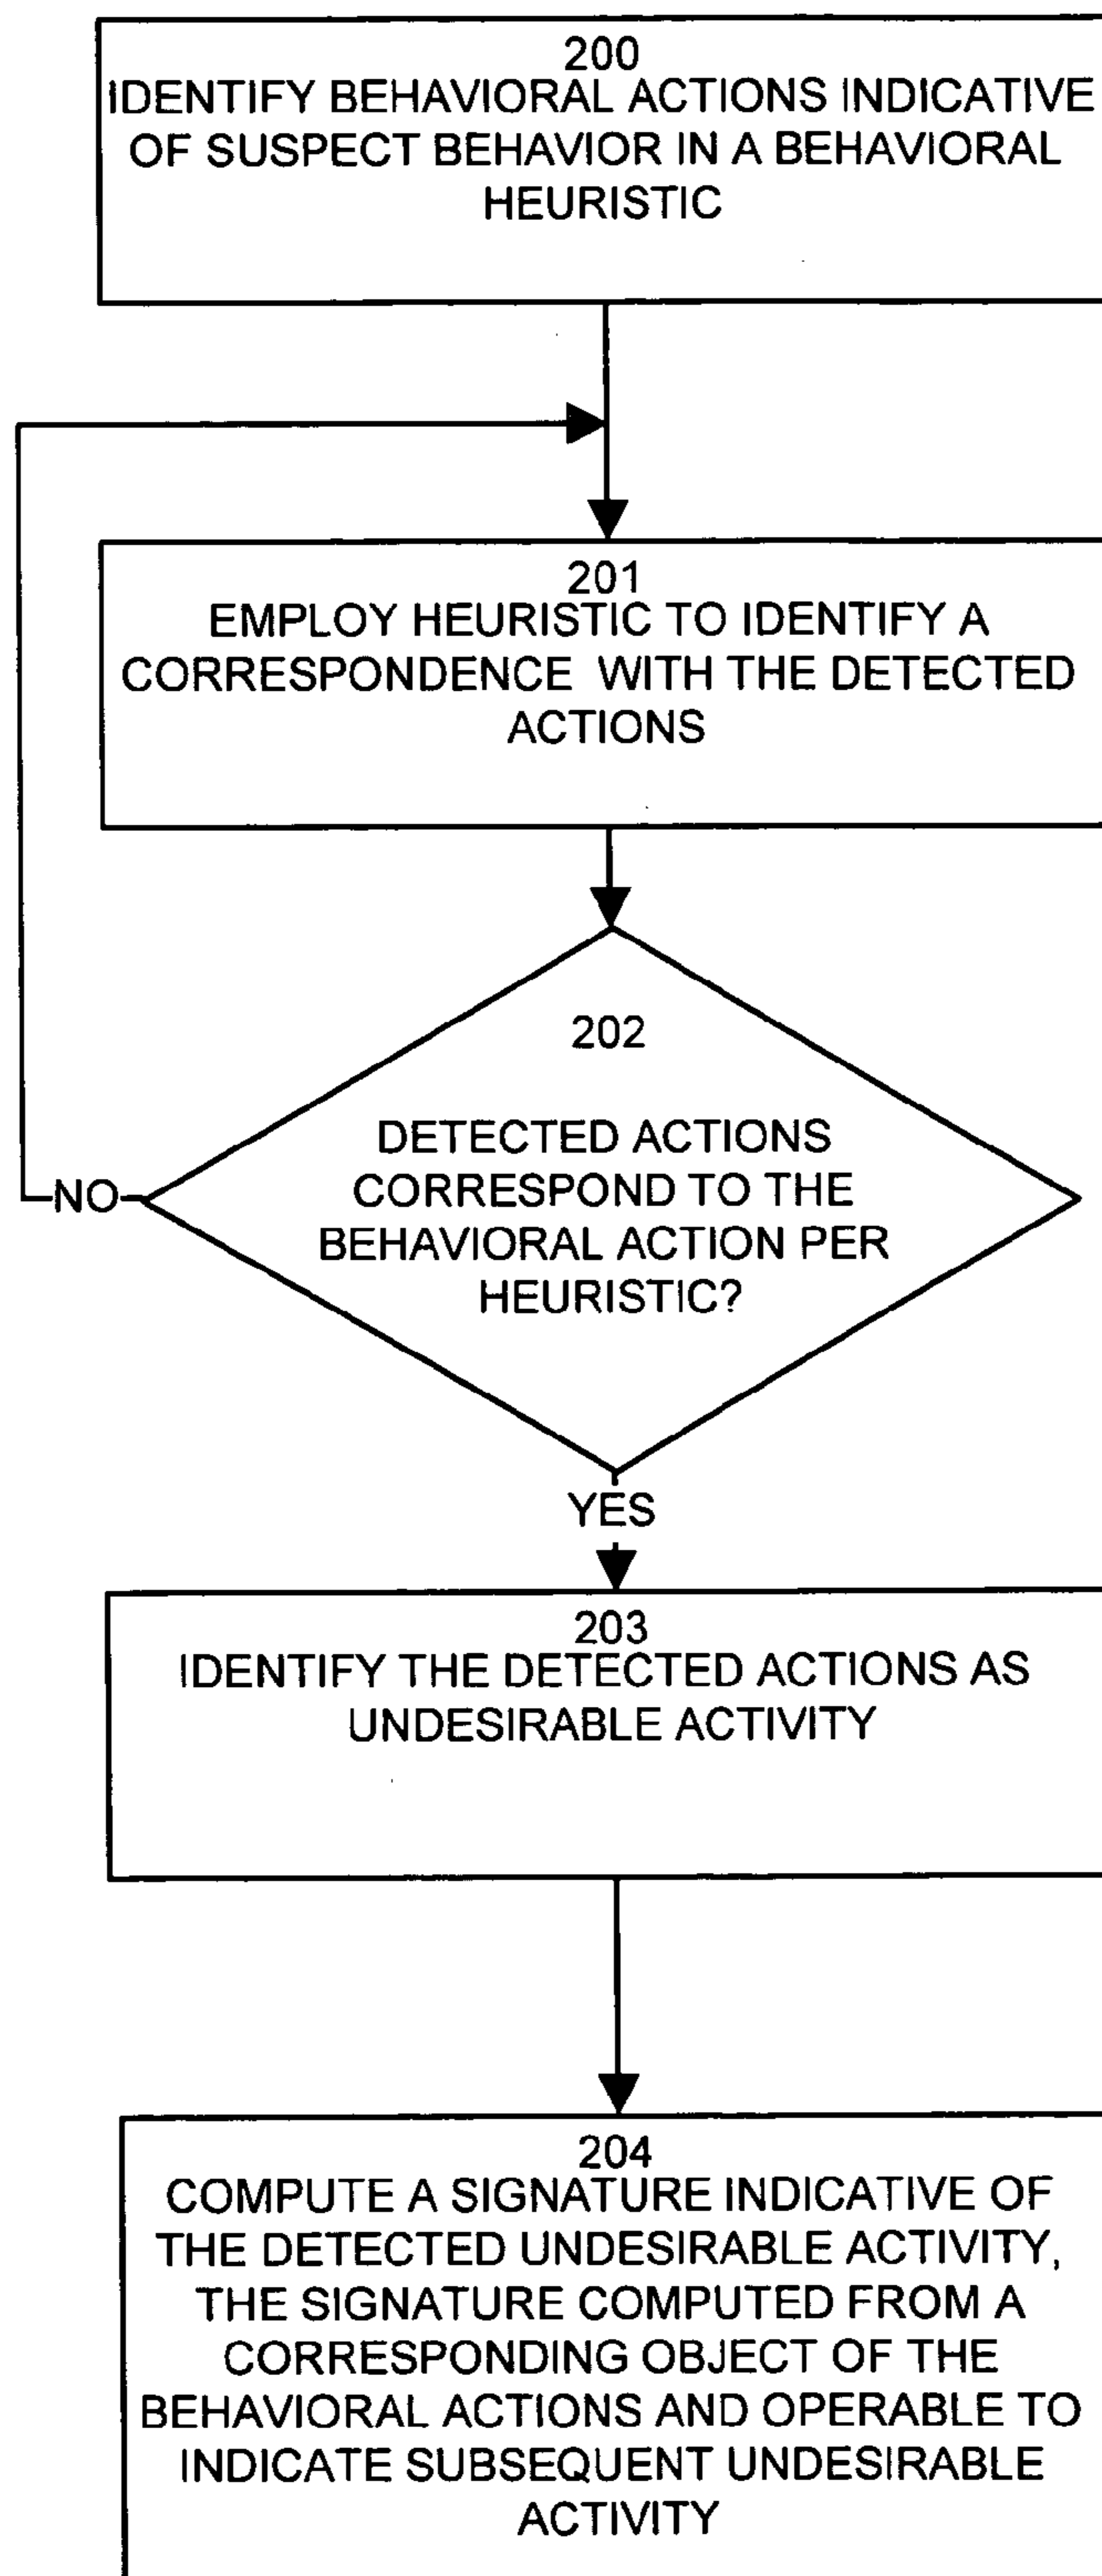 200
IDENTIFY BEHAVIORAL ACTIONS INDICATIVE
OF SUSPECT BEHAVIOR IN A BEHAVIORAL
HEURISTIC
201
EMPLOY HEURISTIC TO IDENTIFY A
CORRESPONDENCE WITH THE DETECTED
ACTIONS
202
DETECTED ACTIONS
CORRESPOND TO THE
BEHAVIORAL ACTION PER
HEURISTIC?
NO
YES
203
IDENTIFY THE DETECTED ACTIONS AS
UNDESIRABLE ACTIVITY
204
COMPUTE A SIGNATURE INDICATIVE OF
THE DETECTED UNDESIRABLE ACTIVITY,
THE SIGNATURE COMPUTED FROM A
CORRESPONDING OBJECT OF THE
BEHAVIORAL ACTIONS AND OPERABLE TO
INDICATE SUBSEQUENT UNDESIRABLE
ACTIVITY